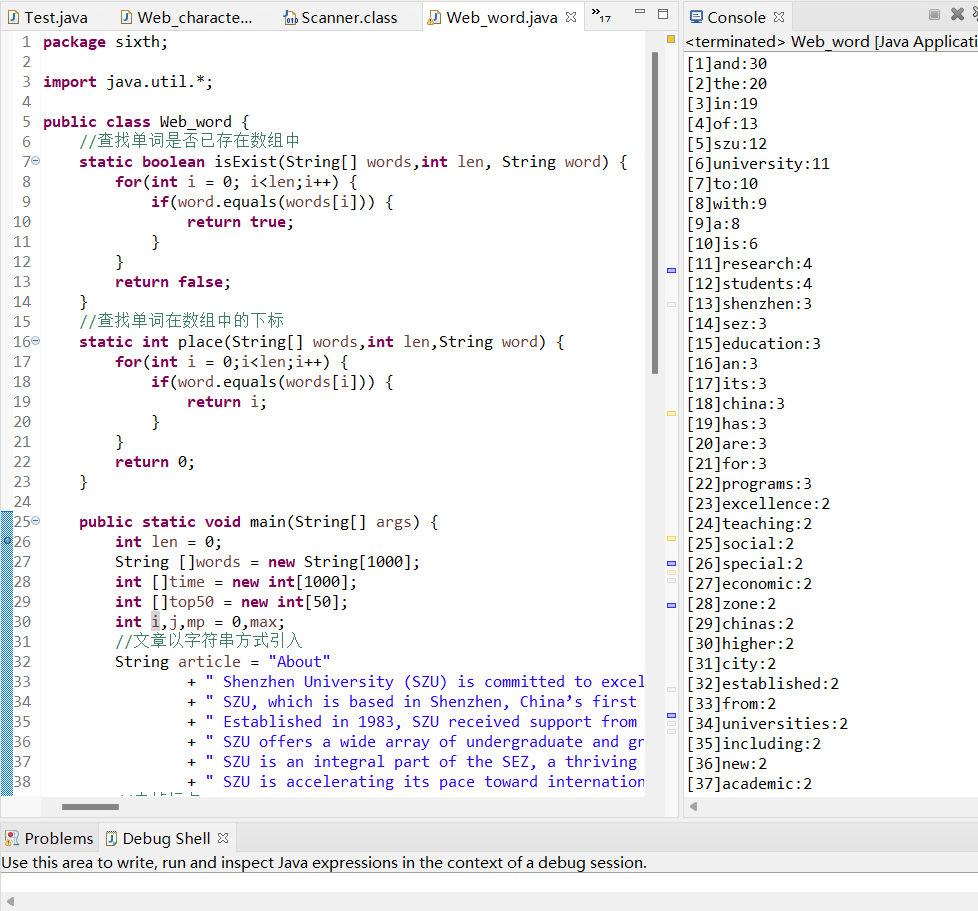 Test.java
Web_characte...
Scanner.class
Web_word.java
17
1 package sixth;
2
3 import java.util.*;
4
5 public class Web_word {
6 //查找单词是否已存在数组中
7 static boolean isExist(String[] words,int len, String word) {
8 for(int i = 0; i<len;i++) {
9 if(word.equals(words[i])) {
10 return true;
11 }
12 }
13 return false;
14 }
15 //查找单词在数组中的下标
16 static int place(String[] words,int len,String word) {
17 for(int i = 0;i<len;i++) {
18 if(word.equals(words[i])) {
19 return i;
20 }
21 }
22 return 0;
23 }
24
25 public static void main(String[] args) {
26 int len = 0;
27 String []words = new String[1000];
28 int []time = new int[1000];
29 int []top50 = new int[50];
30 int i,j,mp = 0,max;
31 //文章以字符串方式引入
32 String article = "About"
33 + " Shenzhen University (SZU) is committed to excel
34 + " SZU, which is based in Shenzhen, China’s first
35 + " Established in 1983, SZU received support from
36 + " SZU offers a wide array of undergraduate and gr
37 + " SZU is an integral part of the SEZ, a thriving
38 + " SZU is accelerating its pace toward internation
Console
<terminated> Web_word [Java Applicati
[1]and:30
[2]the:20
[3]in:19
[4]of:13
[5]szu:12
[6]university:11
[7]to:10
[8]with:9
[9]a:8
[10]is:6
[11]research:4
[12]students:4
[13]shenzhen:3
[14]sez:3
[15]education:3
[16]an:3
[17]its:3
[18]china:3
[19]has:3
[20]are:3
[21]for:3
[22]programs:3
[23]excellence:2
[24]teaching:2
[25]social:2
[26]special:2
[27]economic:2
[28]zone:2
[29]chinas:2
[30]higher:2
[31]city:2
[32]established:2
[33]from:2
[34]universities:2
[35]including:2
[36]new:2
[37]academic:2
Problems
Debug Shell
Use this area to write, run and inspect Java expressions in the context of a debug session.